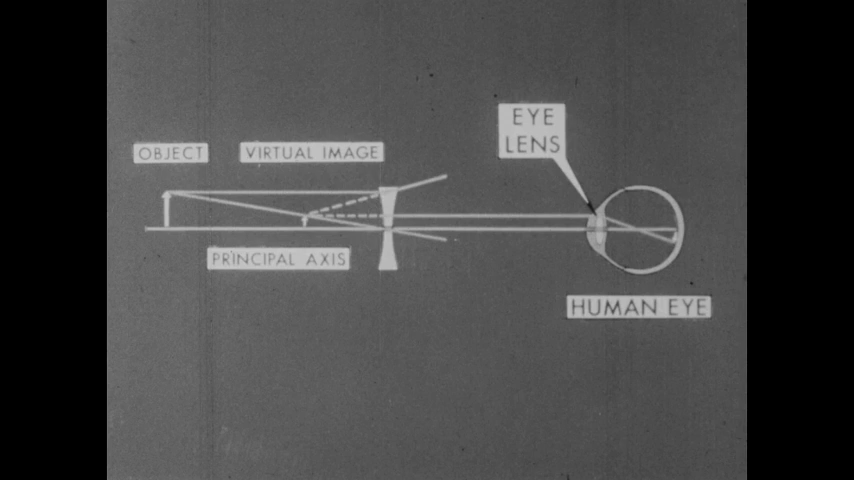 EYE
LENS
OBJECT
VIRTUAL IMAGE
PRINCIPAL AXIS
HUMAN EYE